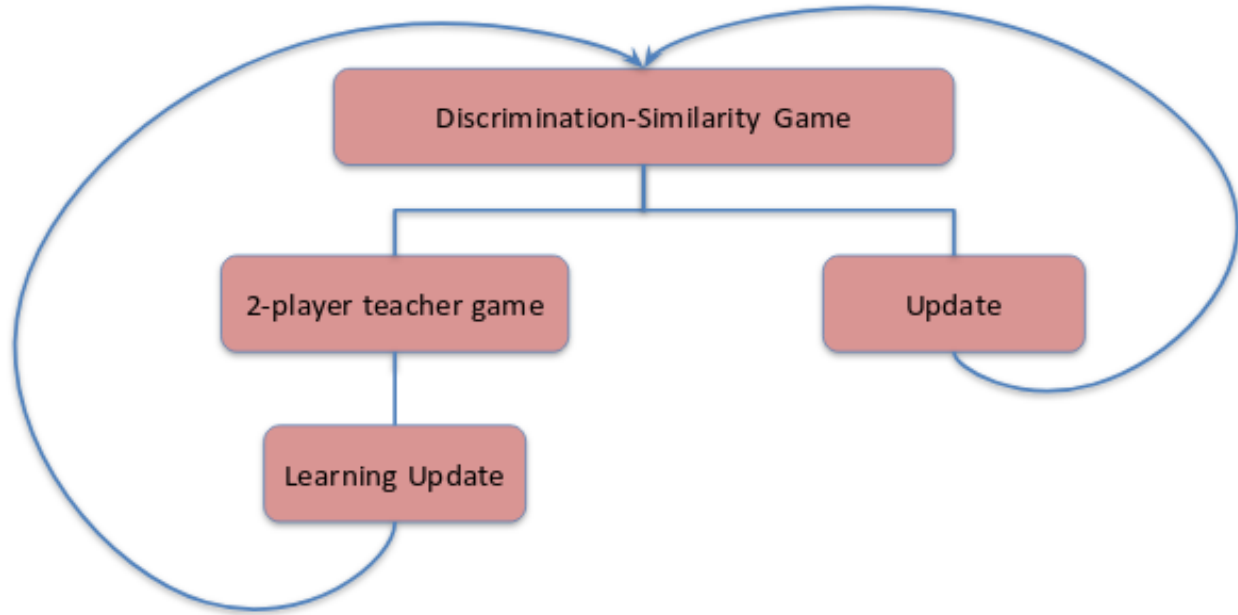 Discrimination-Similarity Game
2-player teacher game
Update
Learning Update